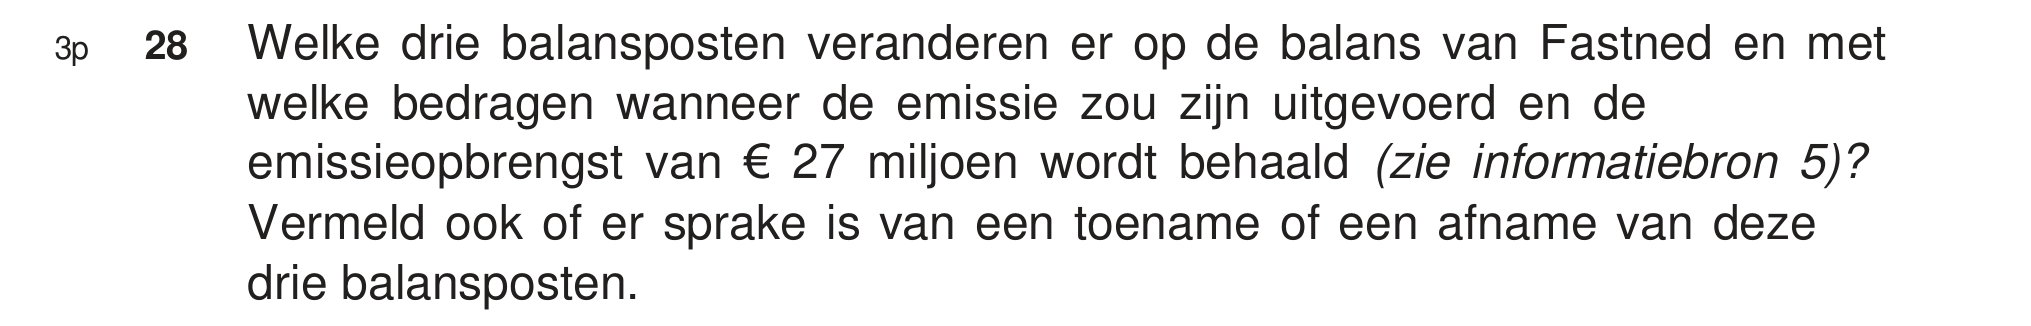 3p 28 Welke drie balansposten veranderen er op de balans van Fastned en met
welke bedragen wanneer de emissie zou zijn uitgevoerd en de
emissieopbrengst van € 27 miljoen wordt behaald (zie informatiebron 5)?
Vermeld ook of er sprake is van een toename of een afname van deze
drie balansposten.